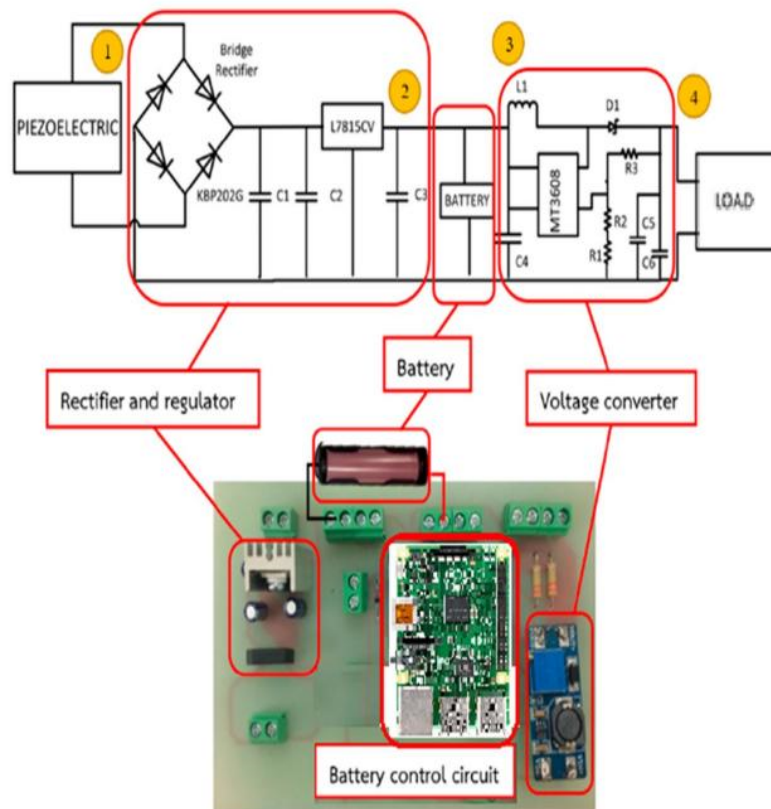 1
Bridge
Rectifier
2
3
4
PIEZOELECTRIC
L7815CV
L1
D1
KBP202G
C1
C2
C3
BATTERY
MT3608
R3
R2
R1
C4
C5
C6
LOAD
Rectifier and regulator
Battery
Voltage converter
Battery control circuit